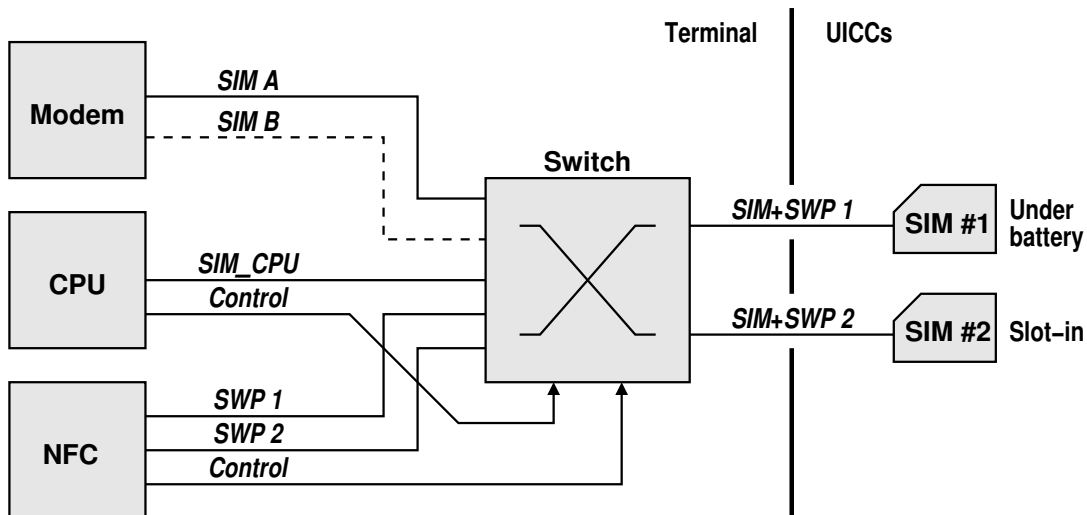 Terminal
UICCs
SIM A
Modem
SIM B
Switch
SIM+SWP 1
SIM #1
Under
battery
SIM_CPU
CPU
Control
SIM+SWP 2
SIM #2
Slot−in
SWP 1
SWP 2
NFC
Control